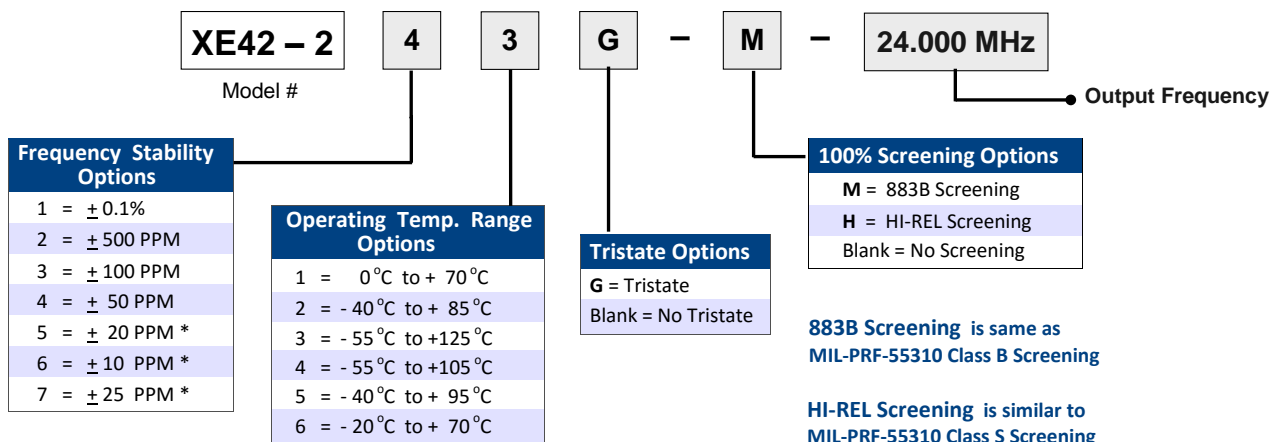 XE42 – 2 4 3 G – M – 24.000 MHz
Model #
Output Frequency
Frequency Stability
Options
1 = ± 0.1%
2 = ± 500 PPM
3 = ± 100 PPM
4 = ± 50 PPM
5 = ± 20 PPM *
6 = ± 10 PPM *
7 = ± 25 PPM *
Operating Temp. Range
Options
1 = 0°C to + 70°C
2 = - 40°C to + 85°C
3 = - 55°C to +125°C
4 = - 55°C to +105°C
5 = - 40°C to + 95°C
6 = - 20°C to + 70°C
Tristate Options
G = Tristate
Blank = No Tristate
100% Screening Options
M = 883B Screening
H = HI-REL Screening
Blank = No Screening
883B Screening is same as
MIL-PRF-55310 Class B Screening
HI-REL Screening is similar to
MIL-PRF-55310 Class S Screening